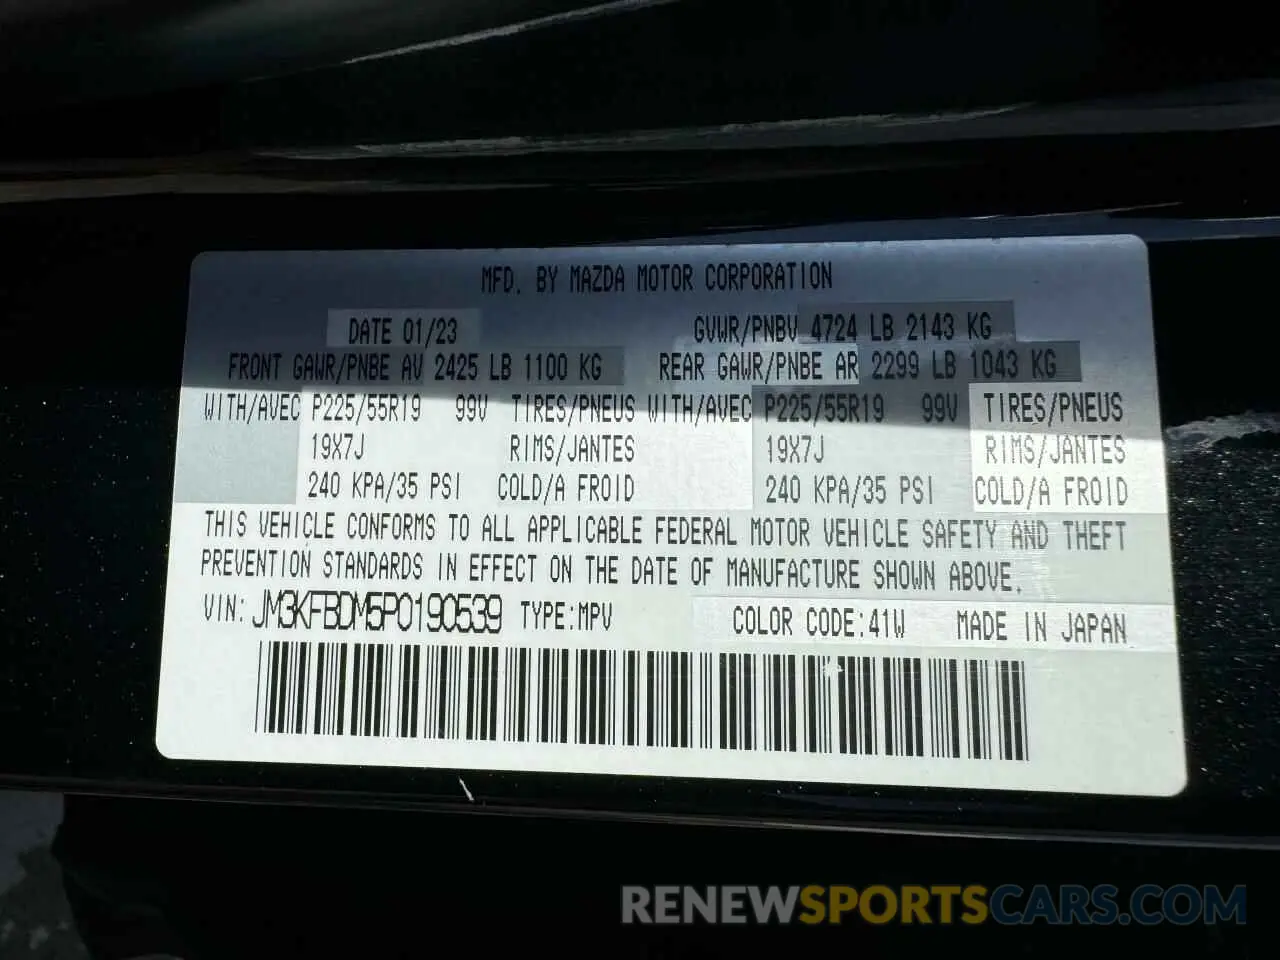 MFD. BY MAZDA MOTOR CORPORATION
DATE 01/23 GVWR/PNBV 4724 LB 2143 KG
FRONT GAWR/PNBE AV 2425 LB 1100 KG REAR GAWR/PNBE AR 2299 LB 1043 KG
WITH/AVEC P225/55R19 99V TIRES/PNEUS WITH/AVEC P225/55R19 99V TIRES/PNEUS
19X7J RIMS/JANTES 19X7J RIMS/JANTES
240 KPA/35 PSI COLD/A FROID 240 KPA/35 PSI COLD/A FROID
THIS VEHICLE CONFORMS TO ALL APPLICABLE FEDERAL MOTOR VEHICLE SAFETY AND THEFT
PREVENTION STANDARDS IN EFFECT ON THE DATE OF MANUFACTURE SHOWN ABOVE.
VIN: JM3KFBDM5P0190539 TYPE:MPV COLOR CODE:41W MADE IN JAPAN
RENEWSPORTSCARS.COM